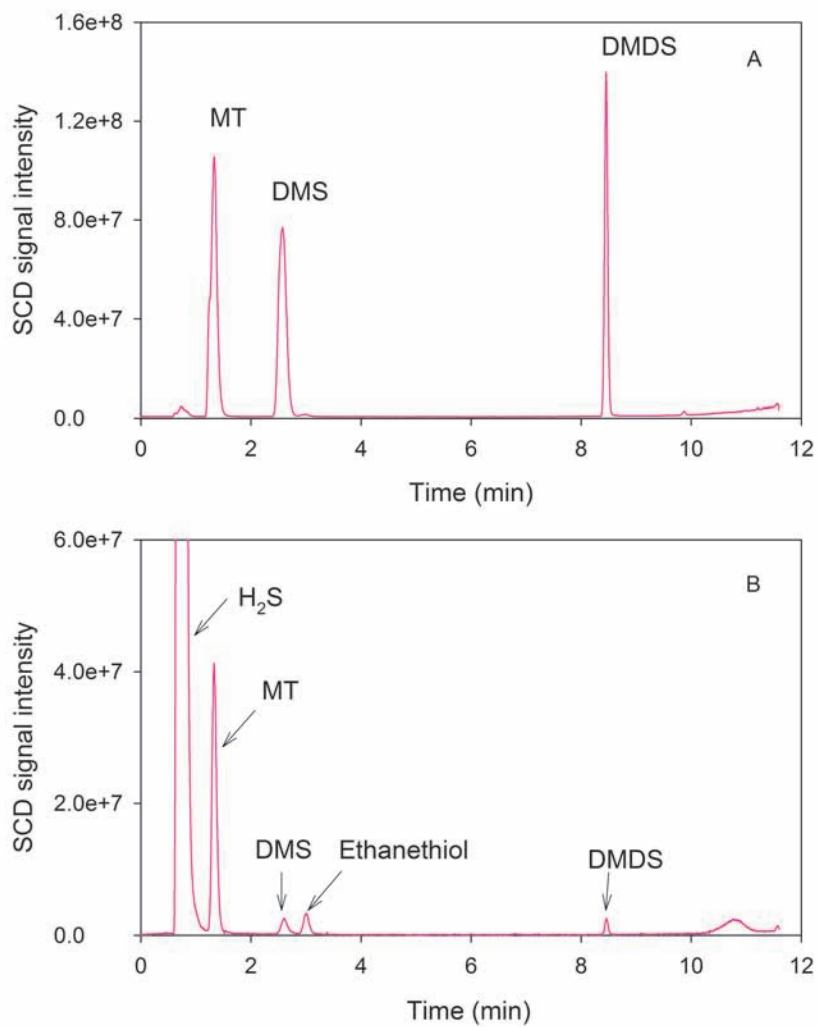 1.6e+8
DMDS
A
1.2e+8
MT
DMS
8.0e+7
4.0e+7
0.0
SCD signal intensity
0 2 4 6 8 10 12
Time (min)
6.0e+7
B
H₂S
4.0e+7
MT
2.0e+7
DMS Ethanethiol DMDS
0.0
SCD signal intensity
0 2 4 6 8 10 12
Time (min)